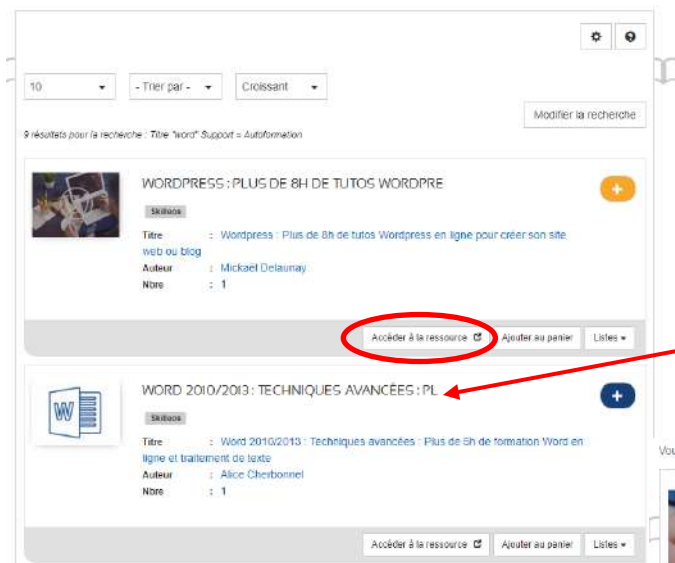 10
- Trier par -
Croissant
Modifier la recherche
9 résultats pour la recherche : Titre "word" Support = Autoformation
WORDPRESS : PLUS DE 8H DE TUTOS WORDPRE
Skilleos
Titre : Wordpress : Plus de 8h de tutos Wordpress en ligne pour créer son site
web ou blog
Auteur : Mickaël Delaunay
Nbre : 1
Accéder à la ressource Ajouter au panier Listes
WORD 2010/2013 : TECHNIQUES AVANCÉES : PL
Skilleos
Titre : Word 2010/2013 : Techniques avancées : Plus de 5h de formation Word en
ligne et traitement de texte
Auteur : Alice Cherbonnel
Nbre : 1
Vou
Accéder à la ressource Ajouter au panier Listes